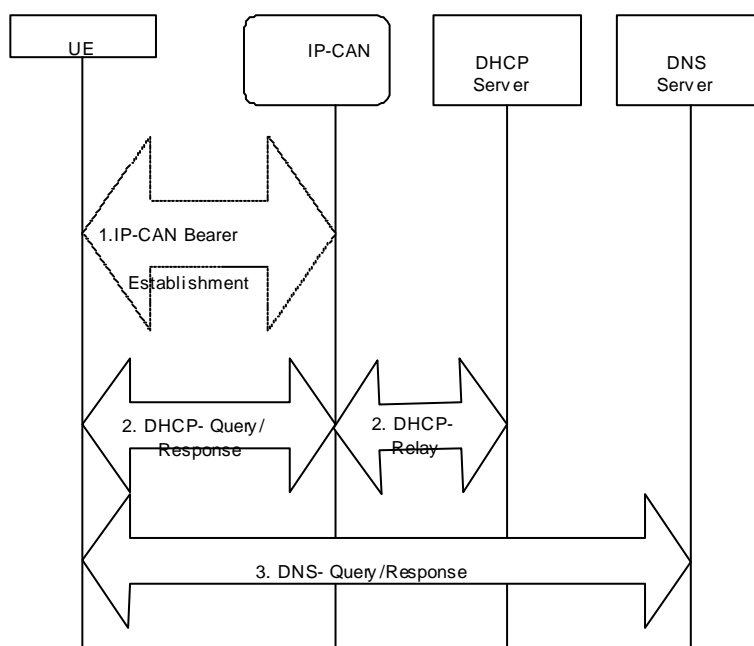 UE
IP-CAN
DHCP
Server
DNS
Server
1.IP-CAN Bearer
Establishment
2. DHCP- Query/
Response
2. DHCP-
Relay
3. DNS- Query/Response